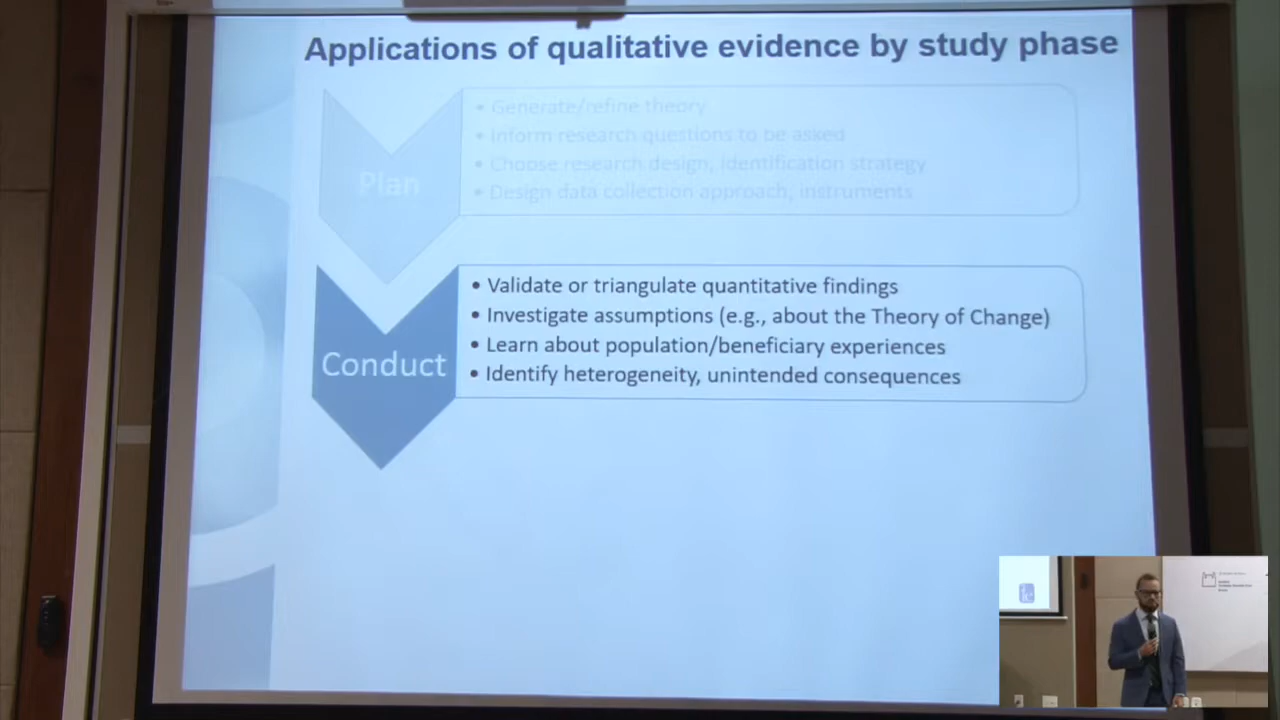 Applications of qualitative evidence by study phase
Plan
• Generate/refine theory
• Inform research questions to be asked
• Choose research design, identification strategy
• Design data collection approach, instruments
Conduct
• Validate or triangulate quantitative findings
• Investigate assumptions (e.g., about the Theory of Change)
• Learn about population/beneficiary experiences
• Identify heterogeneity, unintended consequences